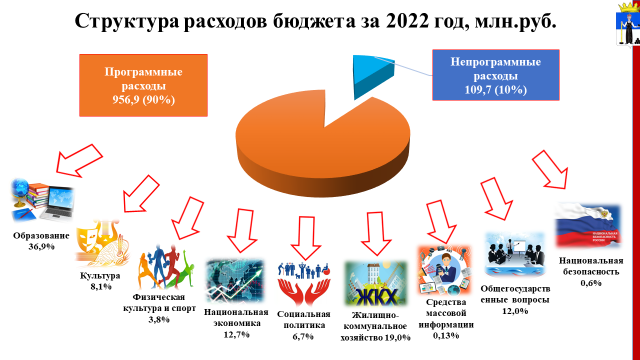 Структура расходов бюджета за 2022 год, млн.руб.
Программные
расходы
956,9 (90%)
Непрограммные
расходы
109,7 (10%)
Образование
36,9%
Культура
8,1%
Физическая
культура и спорт
3,8%
Национальная
экономика
12,7%
Социальная
политика
6,7%
ЖКХ
Жилищно-
коммунальное
хозяйство 19,0%
Средства
массовой
информации
0,13%
Общегосударств
енные вопросы
12,0%
НАЦИОНАЛЬНАЯ
БЕЗОПАСНОСТЬ
РОССИИ
Национальная
безопасность
0,6%